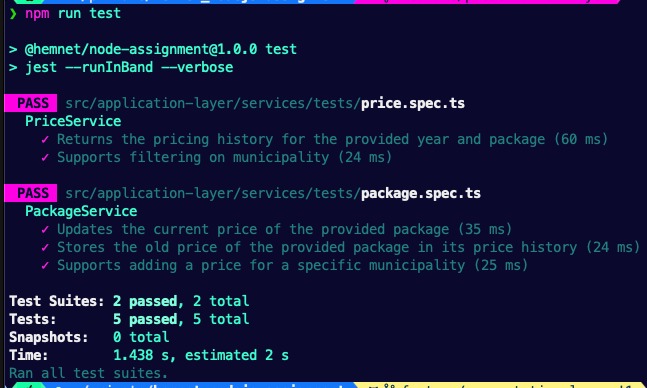 ❯ npm run test
> @hemnet/node-assignment@1.0.0 test
> jest --runInBand --verbose
PASS src/application-layer/services/tests/price.spec.ts
PriceService
✓ Returns the pricing history for the provided year and package (60 ms)
✓ Supports filtering on municipality (24 ms)
PASS src/application-layer/services/tests/package.spec.ts
PackageService
✓ Updates the current price of the provided package (35 ms)
✓ Stores the old price of the provided package in its price history (24 ms)
✓ Supports adding a price for a specific municipality (25 ms)
Test Suites: 2 passed, 2 total
Tests: 5 passed, 5 total
Snapshots: 0 total
Time: 1.438 s, estimated 2 s
Ran all test suites.